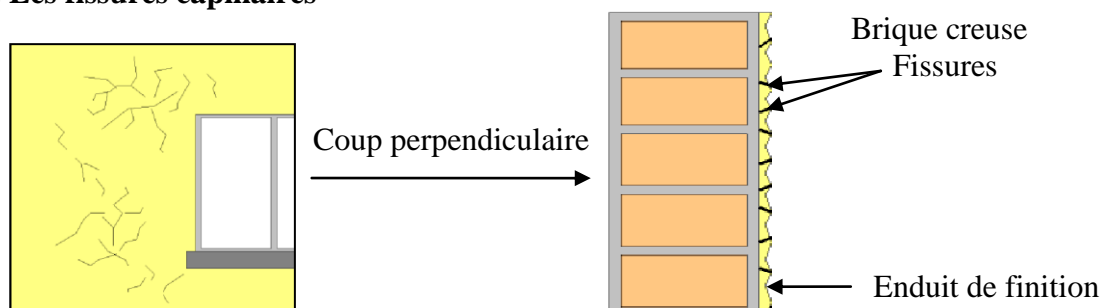 Les fissures capillaires
Brique creuse
Fissures
Coup perpendiculaire
Enduit de finition